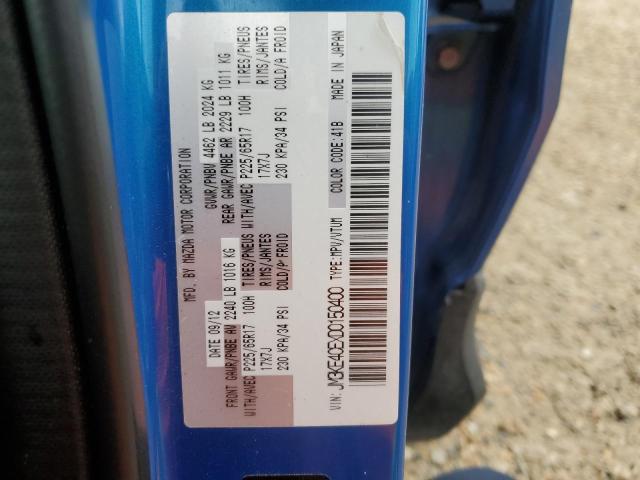 MFD. BY MAZDA MOTOR CORPORATION
DATE 09/12 GVWR/PNBV 4462 LB 2024 KG
FRONT GAWR/PNBE AV 2240 LB 1016 KG REAR GAWR/PNBE AR 2229 LB 1011 KG
WITH/AVEC P225/65R17 100H TIRES/PNEUS WITH/AVEC P225/65R17 100H TIRES/PNEUS
17X7J RIMS/JANTES 17X7J RIMS/JANTES
230 KPA/34 PSI COLD/A FROID 230 KPA/34 PSI COLD/A FROID
VIN: JM3KE4CEXD0150400 TYPE:MPV/VTUM COLOR CODE:41B MADE IN JAPAN